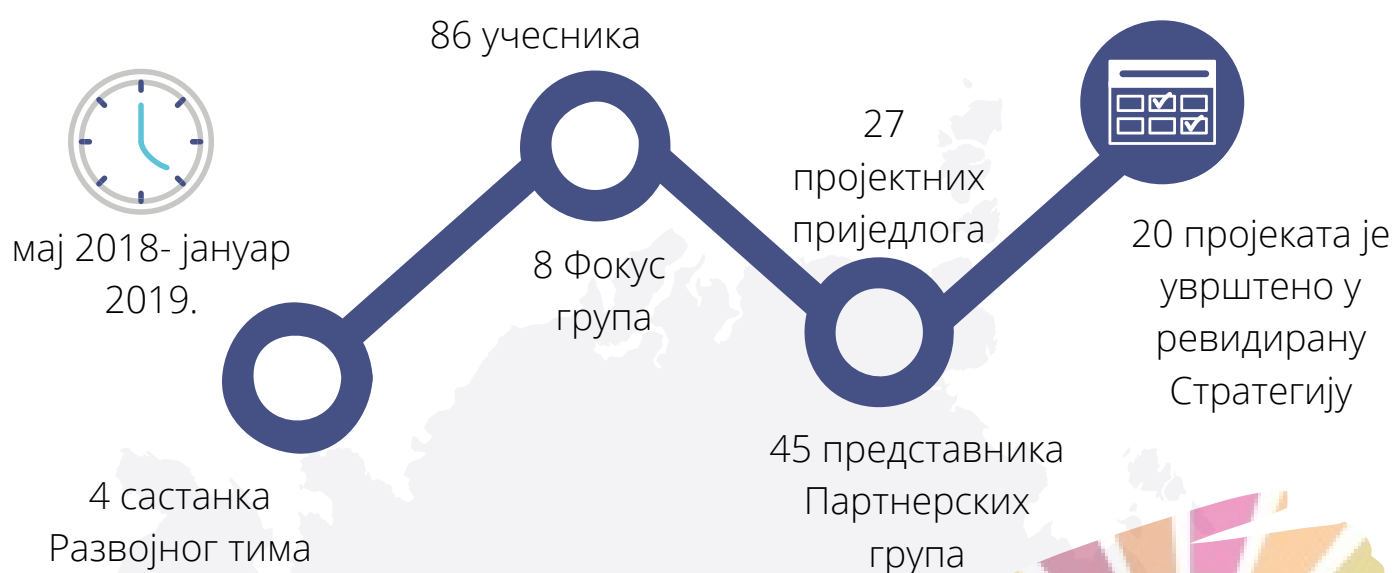 86 учесника
мај 2018- јануар
2019.
8 Фокус
група
27
пројектних
приједлога
20 пројеката је
уврштено у
ревидирану
Стратегију
4 састанка
Развојног тима
45 представника
Партнерских
група